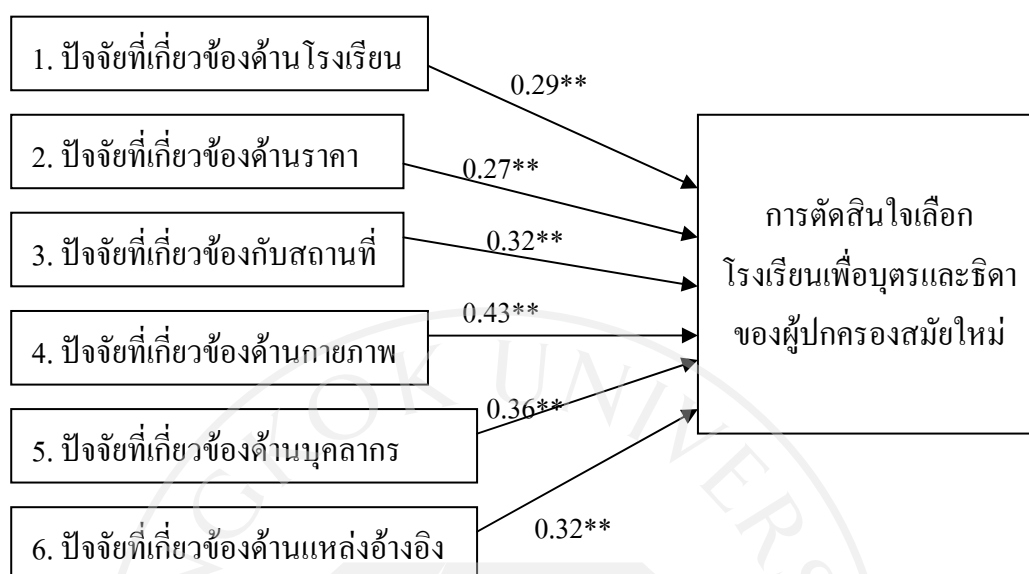 1. ปัจจัยที่เกี่ยวข้องด้านโรงเรียน
0.29**
2. ปัจจัยที่เกี่ยวข้องด้านราคา
0.27**
3. ปัจจัยที่เกี่ยวข้องกับสถานที่
0.32**
4. ปัจจัยที่เกี่ยวข้องด้านกายภาพ
0.43**
5. ปัจจัยที่เกี่ยวข้องด้านบุคลากร
0.36**
6. ปัจจัยที่เกี่ยวข้องด้านแหล่งอ้างอิง
0.32**
การตัดสินใจเลือก
โรงเรียนเพื่อบุตรและธิดา
ของผู้ปกครองสมัยใหม่
GKOK UNIVERS